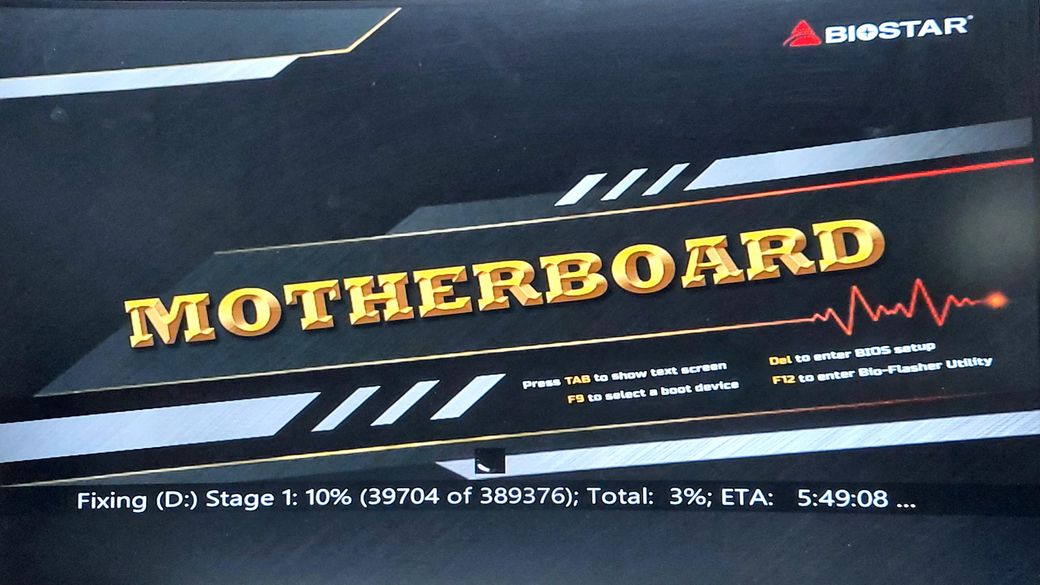 BIOSTAR
MOTHERBOARD
Press TAB to show text screen
F9 to select a boot device
Del to enter BIOS setup
F12 to enter Bio-Flasher Utility
Fixing (D:) Stage 1: 10% (39704 of 389376); Total: 3%; ETA: 5:49:08 ...